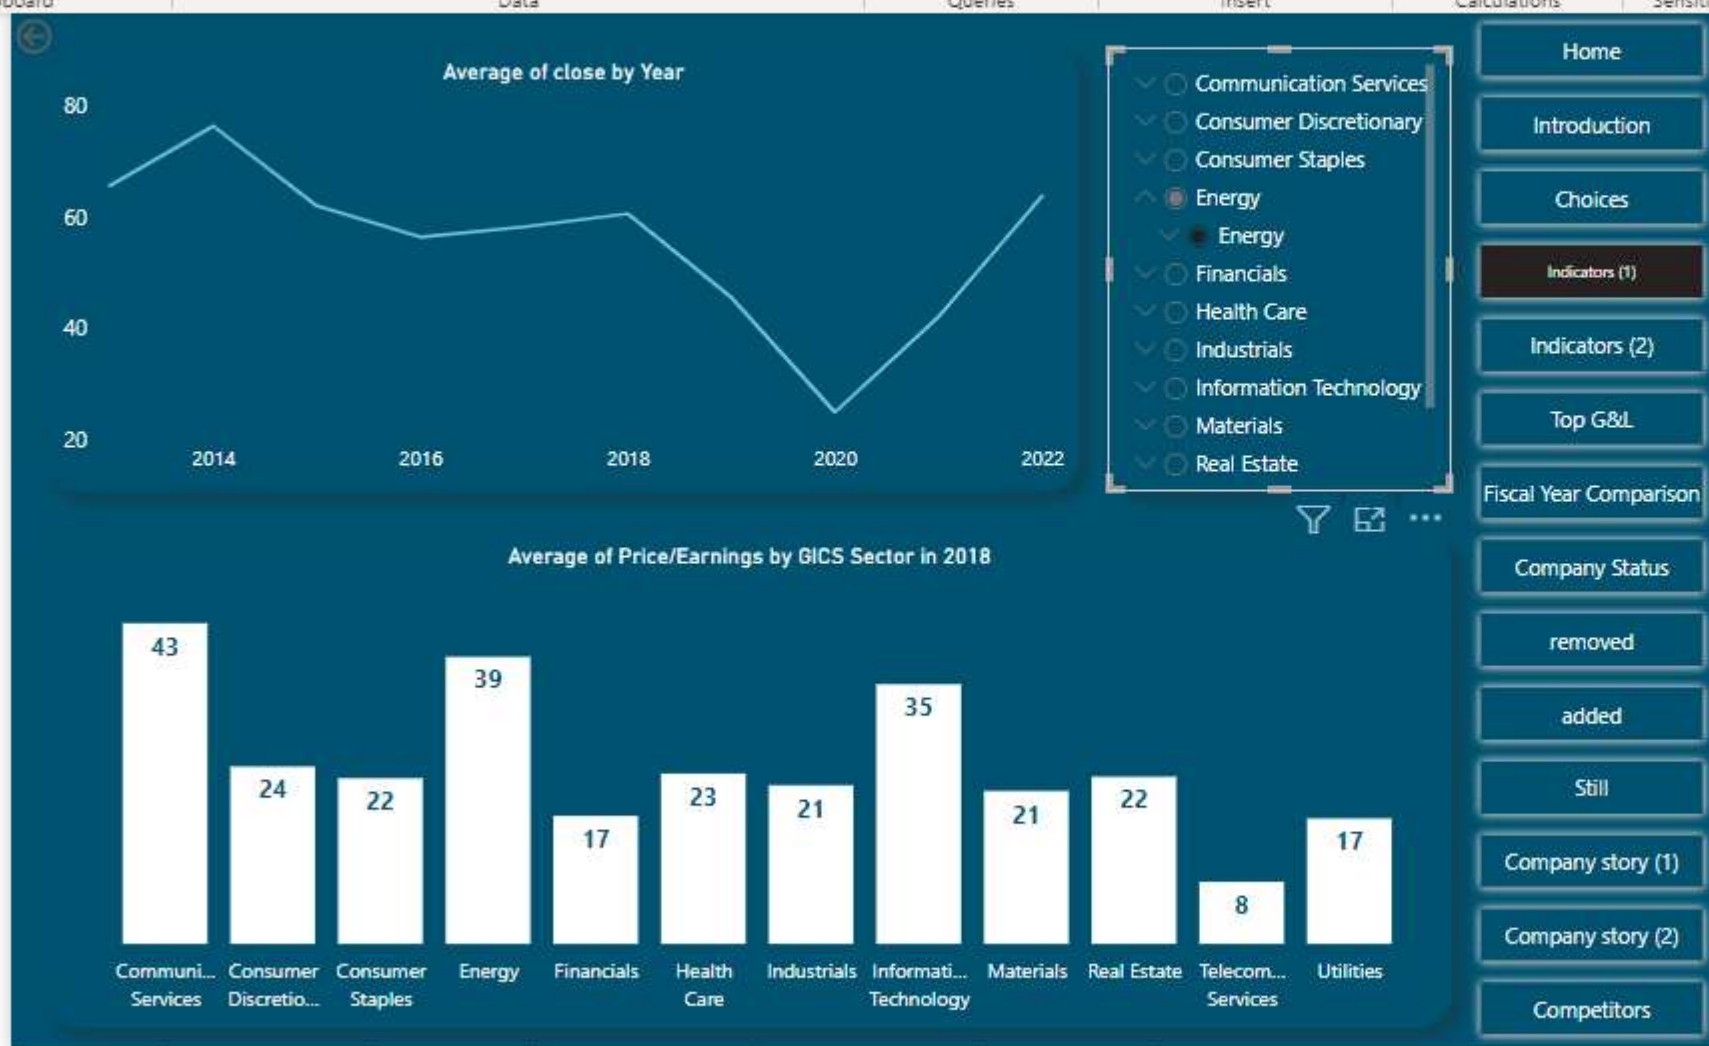 Data
Queries
Insert
Calculations
Average of close by Year
80
60
40
20
2014
2016
2018
2020
2022
Communication Services
Consumer Discretionary
Consumer Staples
Energy
Energy
Financials
Health Care
Industrials
Information Technology
Materials
Real Estate
Average of Price/Earnings by GICS Sector in 2018
43
24
22
39
17
23
21
35
21
22
8
17
Communi...
Services
Consumer
Discretio...
Consumer
Staples
Energy
Financials
Health
Care
Industrials
Informati...
Technology
Materials
Real Estate
Telecom...
Services
Utilities
Home
Introduction
Choices
Indicators (1)
Indicators (2)
Top G&L
Fiscal Year Comparison
Company Status
removed
added
Still
Company story (1)
Company story (2)
Competitors